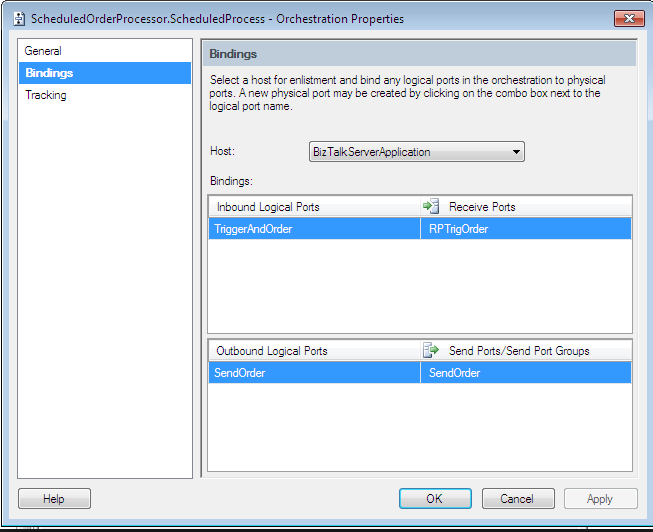 ScheduledOrderProcessor.ScheduledProcess - Orchestration Properties
General
Bindings
Tracking
Bindings
Select a host for enlistment and bind any logical ports in the orchestration to physical
ports. A new physical port may be created by clicking on the combo box next to the
logical port name.
Host: BizTalkServerApplication
Bindings:
Inbound Logical Ports Receive Ports
TriggerAndOrder RPTrigOrder
Outbound Logical Ports Send Ports/Send Port Groups
SendOrder SendOrder
Help OK Cancel Apply